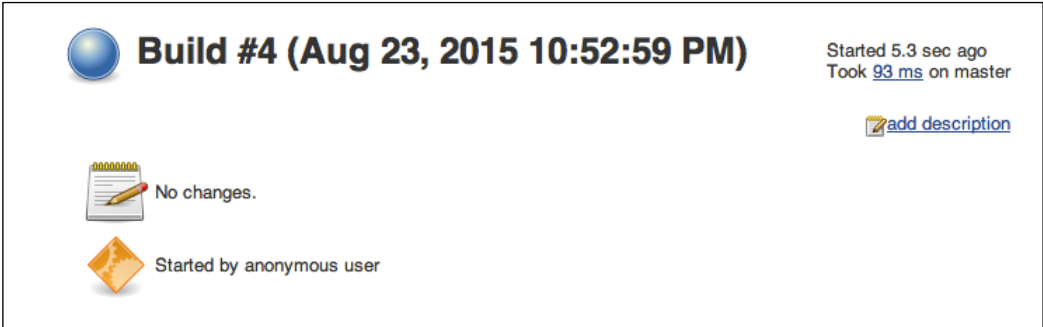 Build #4 (Aug 23, 2015 10:52:59 PM)
Started 5.3 sec ago
Took 93 ms on master
add description
No changes.
Started by anonymous user